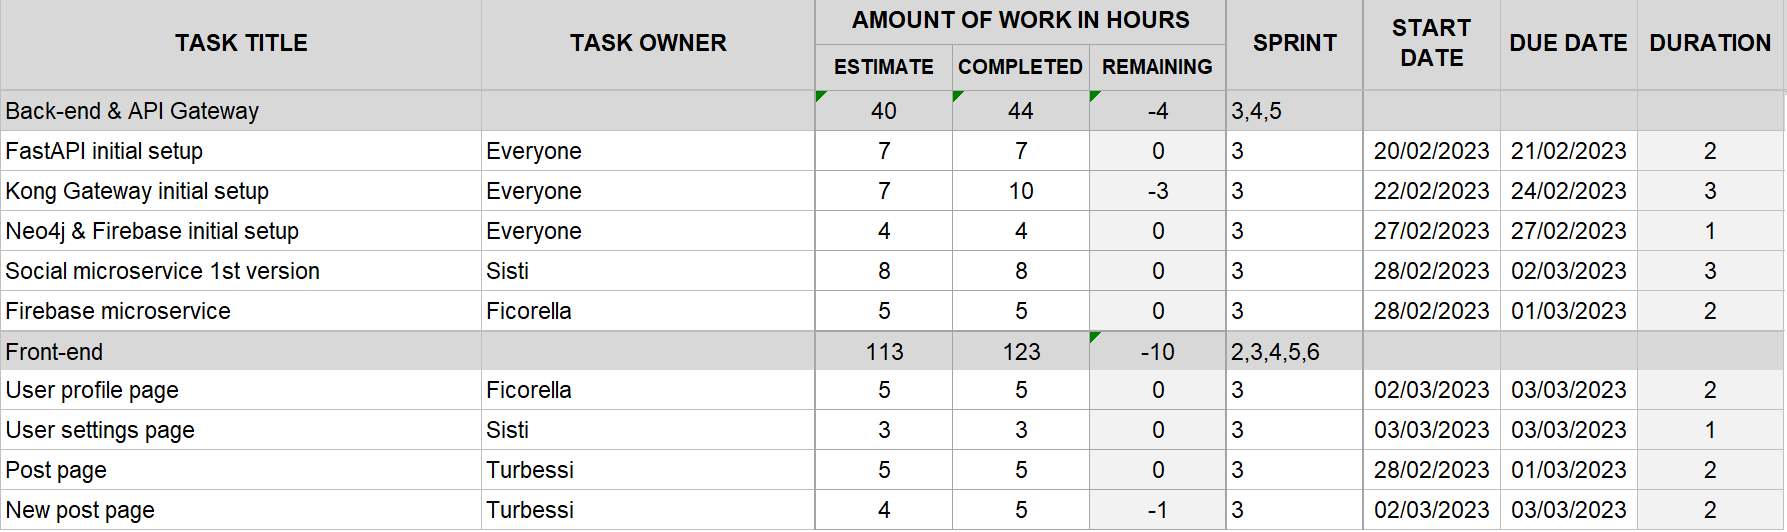 TASK TITLE TASK OWNER AMOUNT OF WORK IN HOURS SPRINT START DATE DUE DATE DURATION
ESTIMATE COMPLETED REMAINING
Back-end & API Gateway 40 44 -4 3,4,5
FastAPI initial setup Everyone 7 7 0 3 20/02/2023 21/02/2023 2
Kong Gateway initial setup Everyone 7 10 -3 3 22/02/2023 24/02/2023 3
Neo4j & Firebase initial setup Everyone 4 4 0 3 27/02/2023 27/02/2023 1
Social microservice 1st version Sisti 8 8 0 3 28/02/2023 02/03/2023 3
Firebase microservice Ficorella 5 5 0 3 28/02/2023 01/03/2023 2
Front-end 113 123 -10 2,3,4,5,6
User profile page Ficorella 5 5 0 3 02/03/2023 03/03/2023 2
User settings page Sisti 3 3 0 3 03/03/2023 03/03/2023 1
Post page Turbessi 5 5 0 3 28/02/2023 01/03/2023 2
New post page Turbessi 4 5 -1 3 02/03/2023 03/03/2023 2